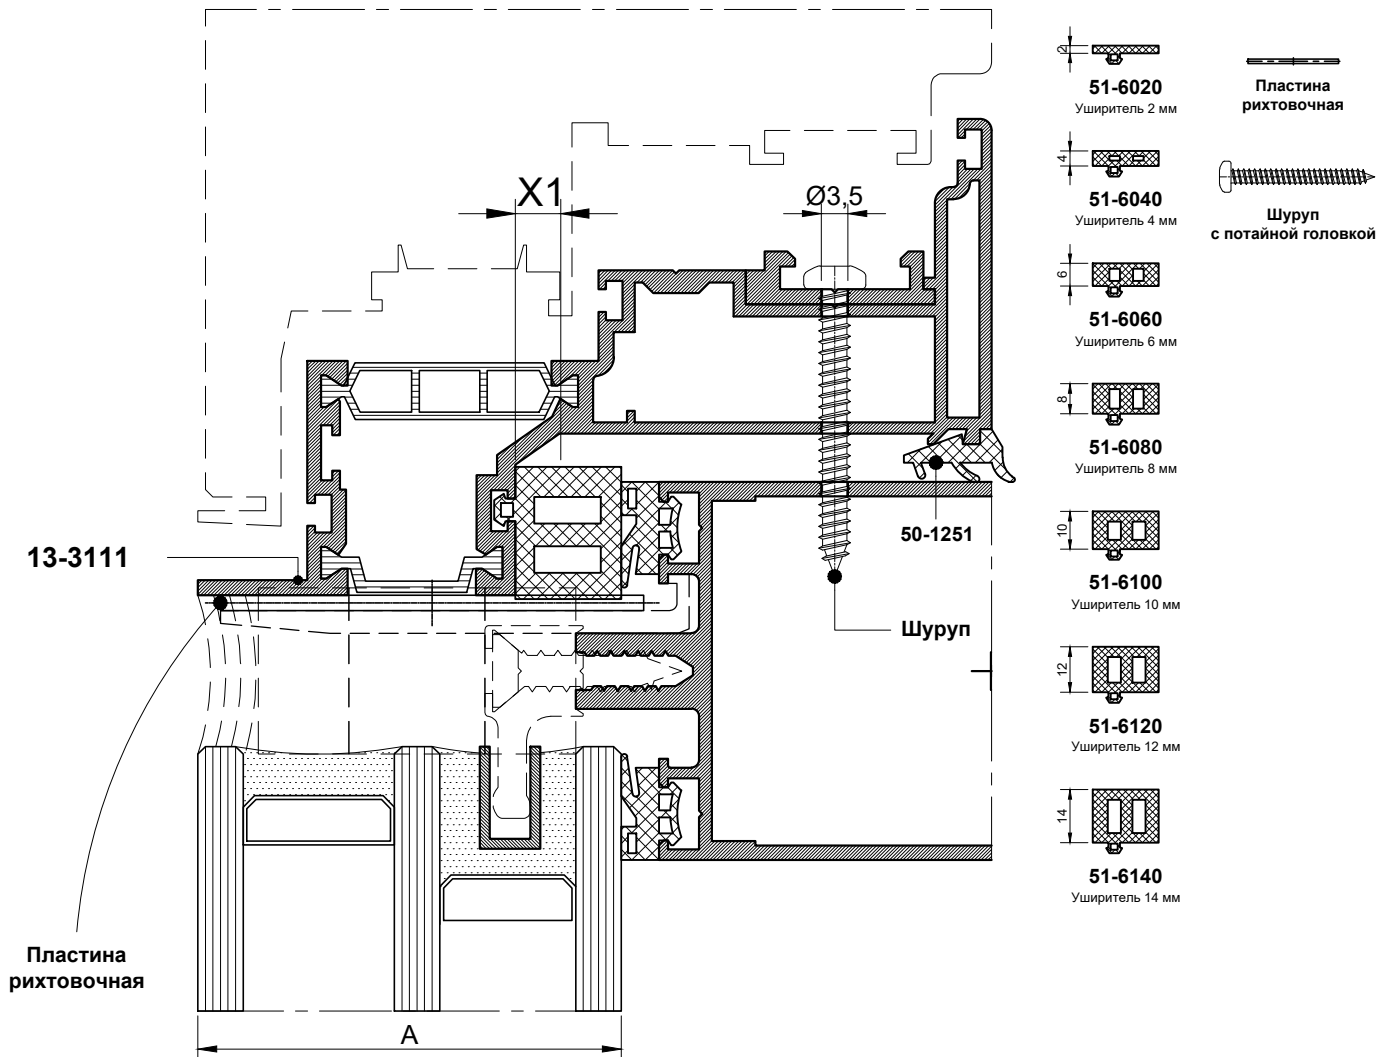 X1
Ø3,5
13-3111
50-1251
Шуруп
Пластина
рихтовочная
A
2
51-6020
Уширитель 2 мм
4
51-6040
Уширитель 4 мм
6
51-6060
Уширитель 6 мм
8
51-6080
Уширитель 8 мм
10
51-6100
Уширитель 10 мм
12
51-6120
Уширитель 12 мм
14
51-6140
Уширитель 14 мм
Пластина
рихтовочная
Шуруп
с потайной головкой